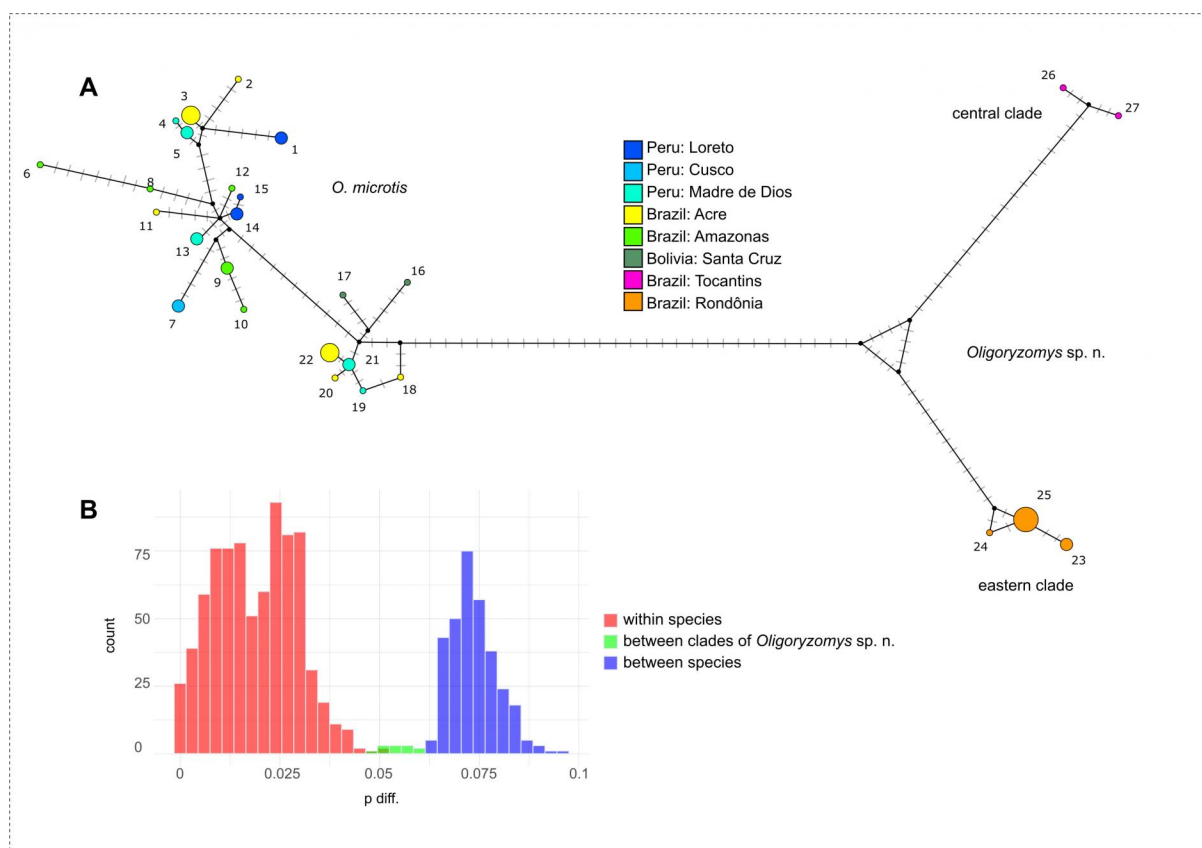 A
2
3
4
5
1
6
8
12
15
11
O. microtis
14
13
9
7
10
17
16
22
21
20
19
18
Peru: Loreto
Peru: Cusco
Peru: Madre de Dios
Brazil: Acre
Brazil: Amazonas
Bolivia: Santa Cruz
Brazil: Tocantins
Brazil: Rondônia
26
central clade
27
Oligoryzomys sp. n.
25
24
23
eastern clade
B
75
50
25
0
count
0 0.025 0.05 0.075 0.1
p diff.
within species
between clades of Oligoryzomys sp. n.
between species